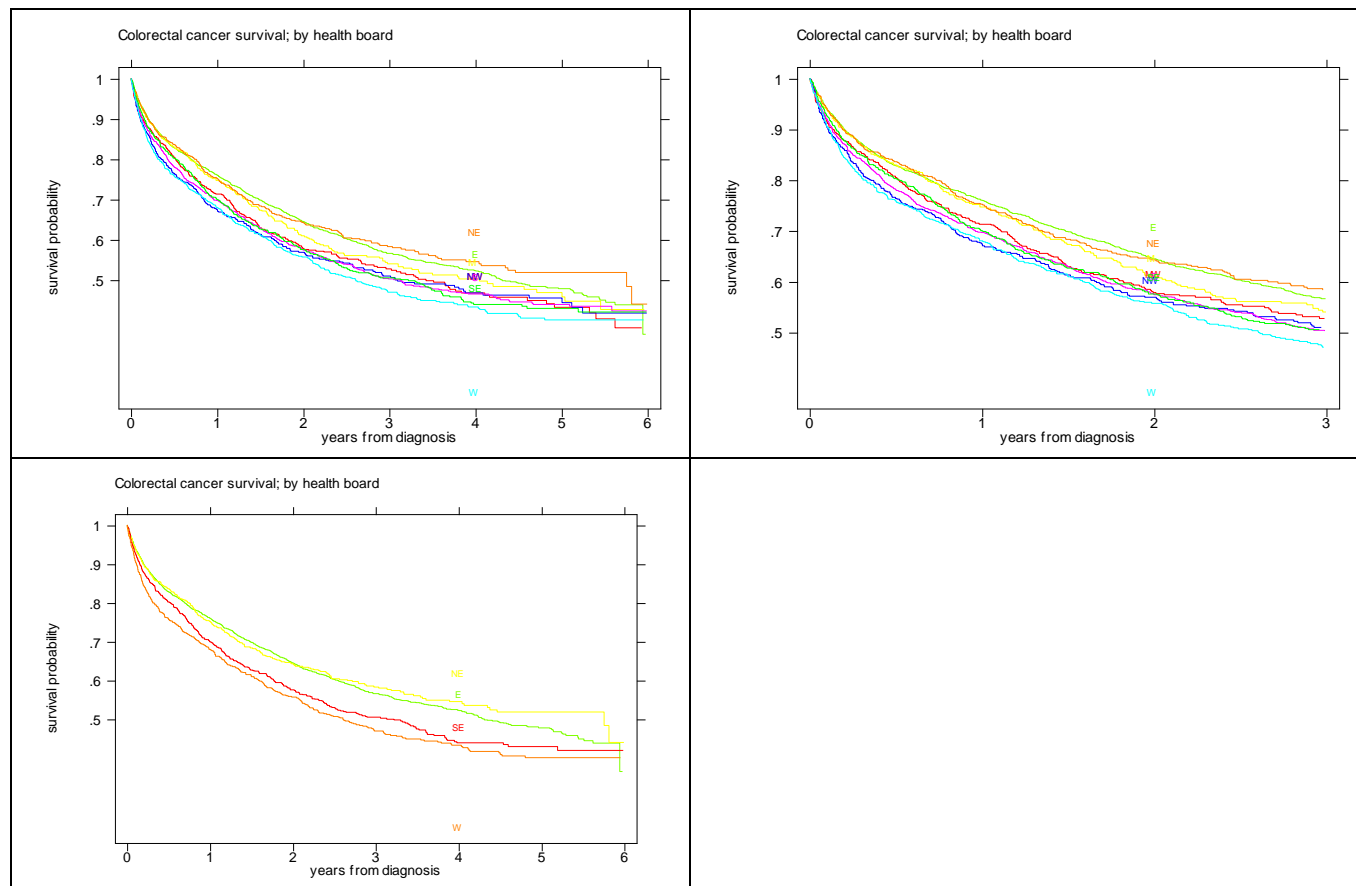 Colorectal cancer survival; by health board
survival probability
1
.9
.8
.7
.6
.5
NE
E
NW
SE
W
0 1 2 3 4 5 6
years from diagnosis
Colorectal cancer survival; by health board
survival probability
1
.9
.8
.7
.6
.5
E
NE
W
0 1 2 3
years from diagnosis
Colorectal cancer survival; by health board
survival probability
1
.9
.8
.7
.6
.5
NE
E
SE
W
0 1 2 3 4 5 6
years from diagnosis